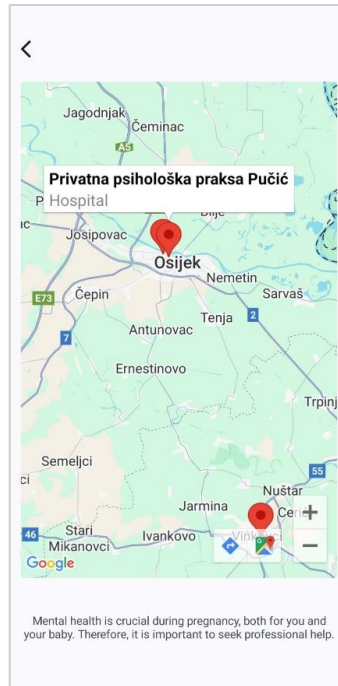 Jagodnjak
Čeminac
A5
Privatna psihološka praksa Pučić
Hospital
Josipovac
Osijek
Nemetin
E73
Čepin
Sarvaš
Tenja
2
7
Antunovac
Ernestinovo
Trpinj
Semeljci
55
Nuštar
Jarmina
Ceri
+
46
Stari
Mikanovci
Ivankovo
−
Google
Mental health is crucial during pregnancy, both for you and
your baby. Therefore, it is important to seek professional help.